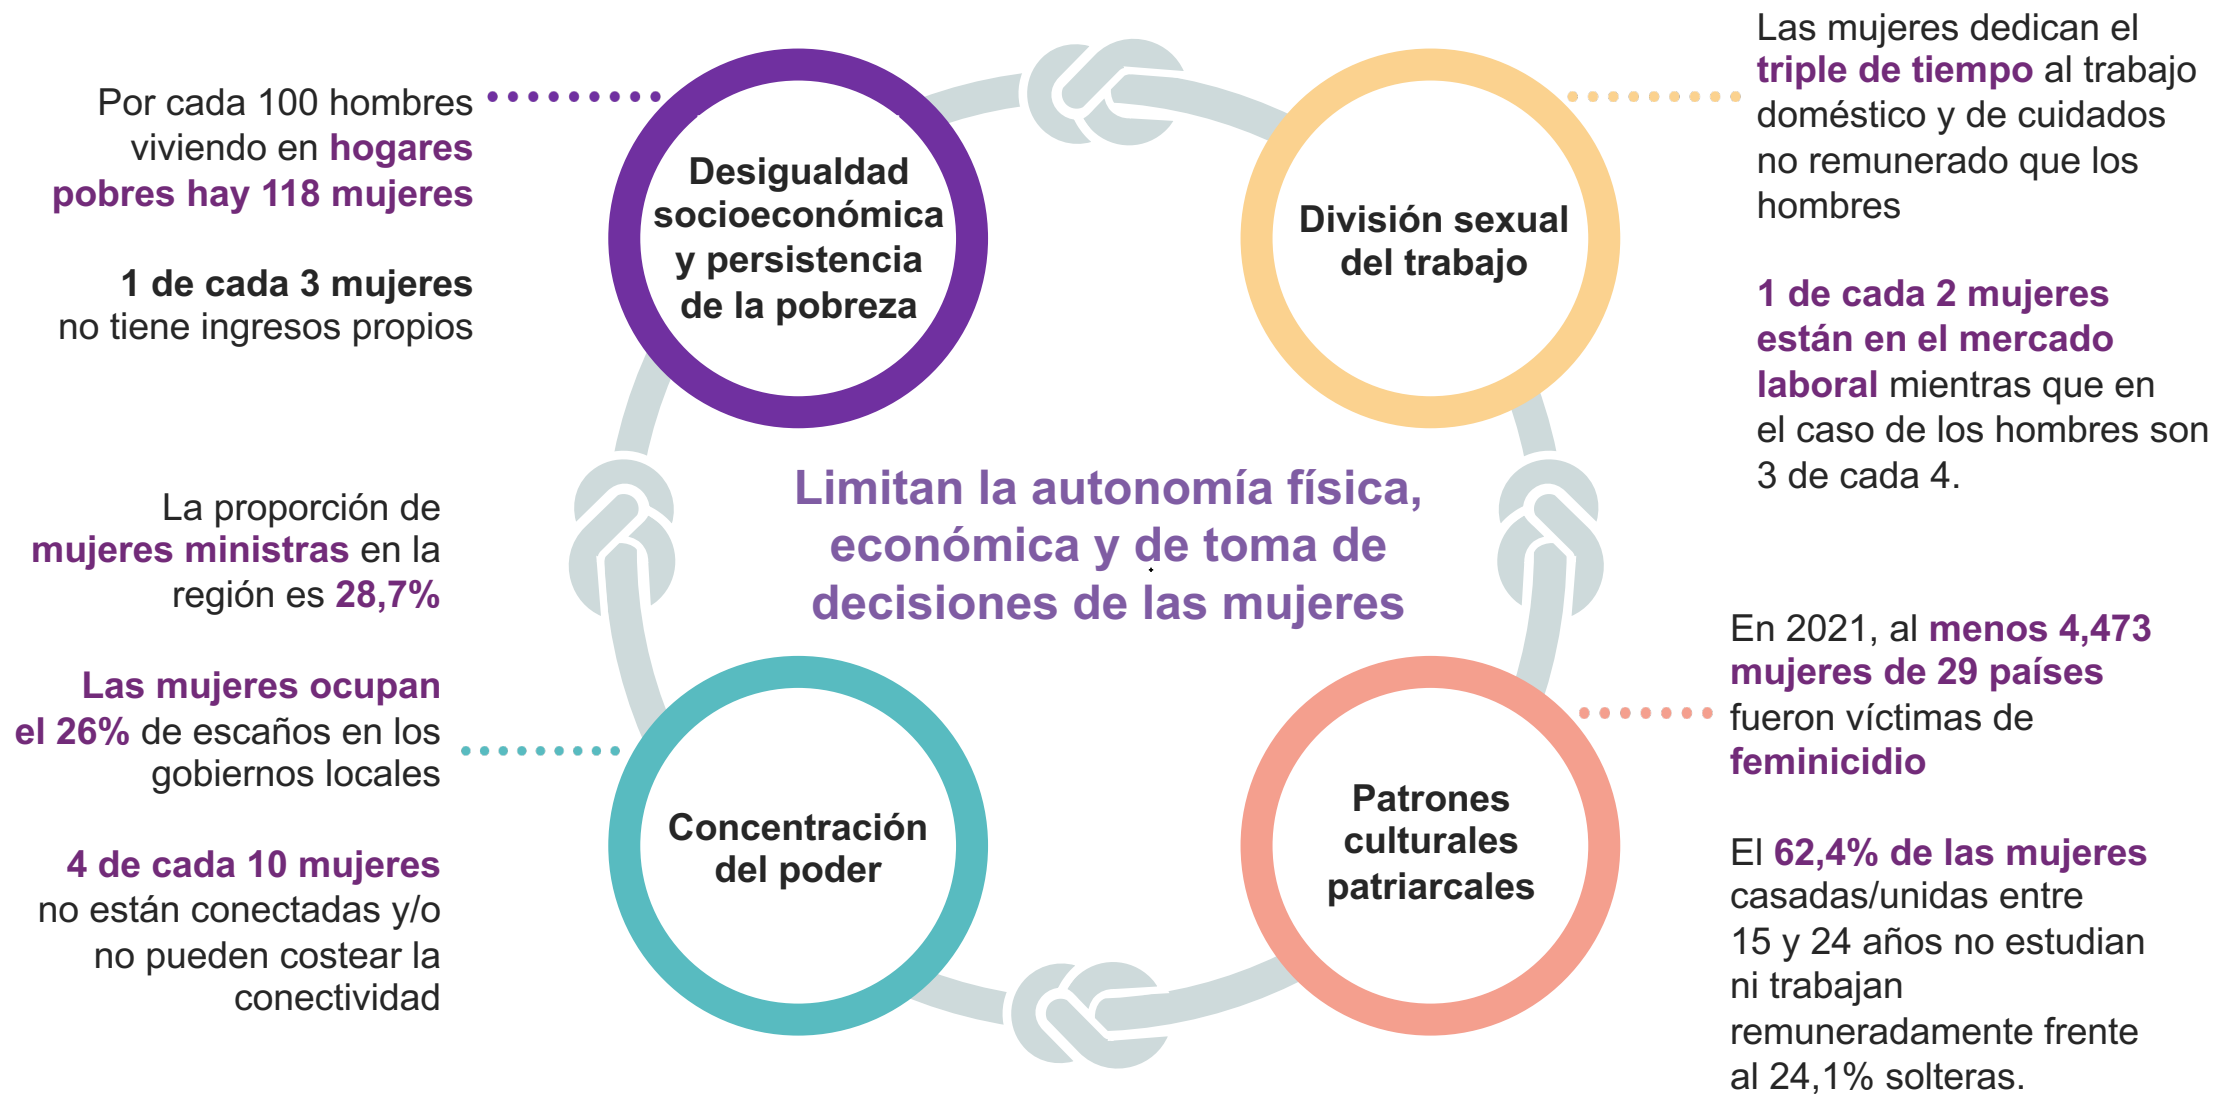 Por cada 100 hombres
viviendo en hogares
pobres hay 118 mujeres
1 de cada 3 mujeres
no tiene ingresos propios
Desigualdad
socioeconómica
y persistencia
de la pobreza
División sexual
del trabajo
Las mujeres dedican el
triple de tiempo al trabajo
doméstico y de cuidados
no remunerado que los
hombres
1 de cada 2 mujeres
están en el mercado
laboral mientras que en
el caso de los hombres son
3 de cada 4.
Limitan la autonomía física,
económica y de toma de
decisiones de las mujeres
La proporción de
mujeres ministras en la
región es 28,7%
Las mujeres ocupan
el 26% de escaños en los
gobiernos locales
4 de cada 10 mujeres
no están conectadas y/o
no pueden costear la
conectividad
Concentración
del poder
Patrones
culturales
patriarcales
En 2021, al menos 4,473
mujeres de 29 países
fueron víctimas de
feminicidio
El 62,4% de las mujeres
casadas/unidas entre
15 y 24 años no estudian
ni trabajan
remuneradamente frente
al 24,1% solteras.